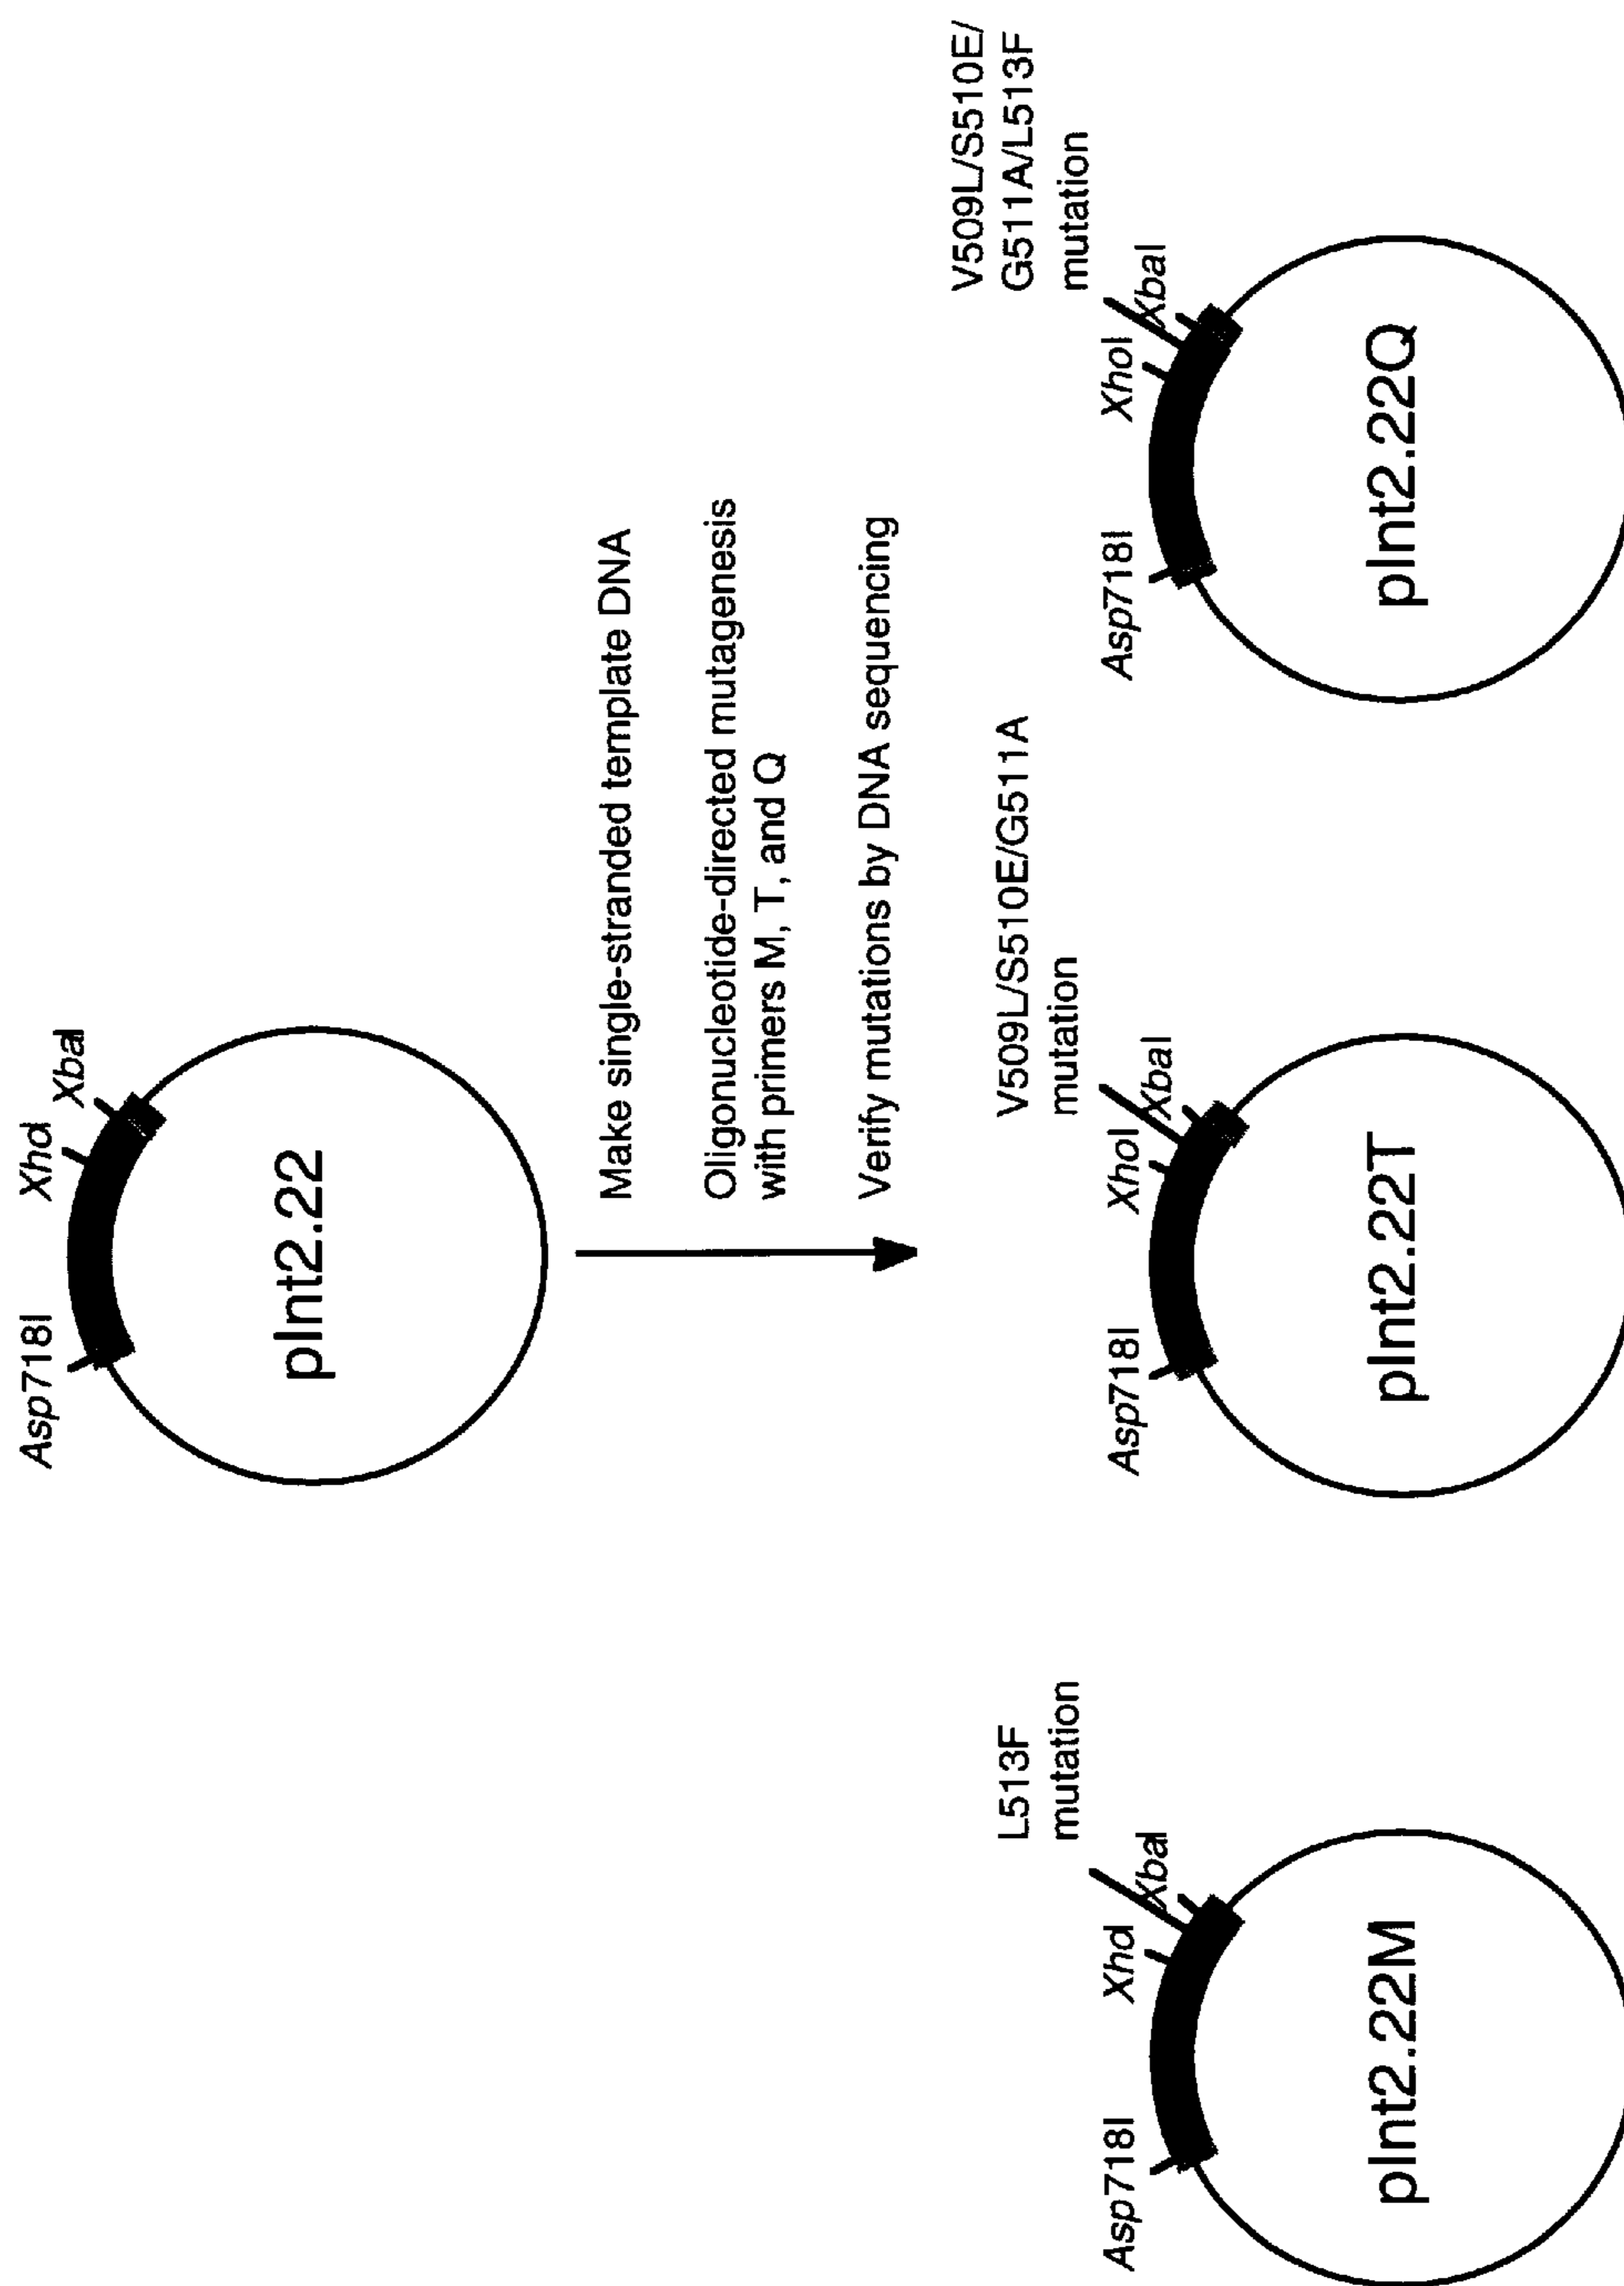 Asp718I
Xhd
XbaI
pInt2.22
Make single-stranded template DNA
Oligonucleotide-directed mutagenesis
with primers M, T, and Q
Verify mutations by DNA sequencing
L513F
mutation
Asp718I
Xhd
XbaI
pInt2.22M
V509L/S510E/G511A
mutation
Asp718I
XhoI
XbaI
pInt2.22T
V509L/S510E/
G511A/L513F
mutation
Asp718I
XhoI
XbaI
pInt2.22Q